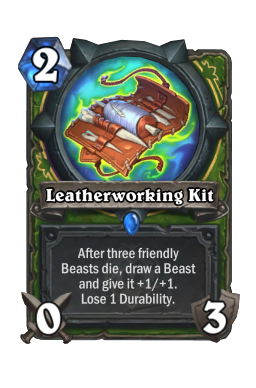 2
Leatherworking Kit
After three friendly
Beasts die, draw a Beast
and give it +1/+1.
Lose 1 Durability.
0
3